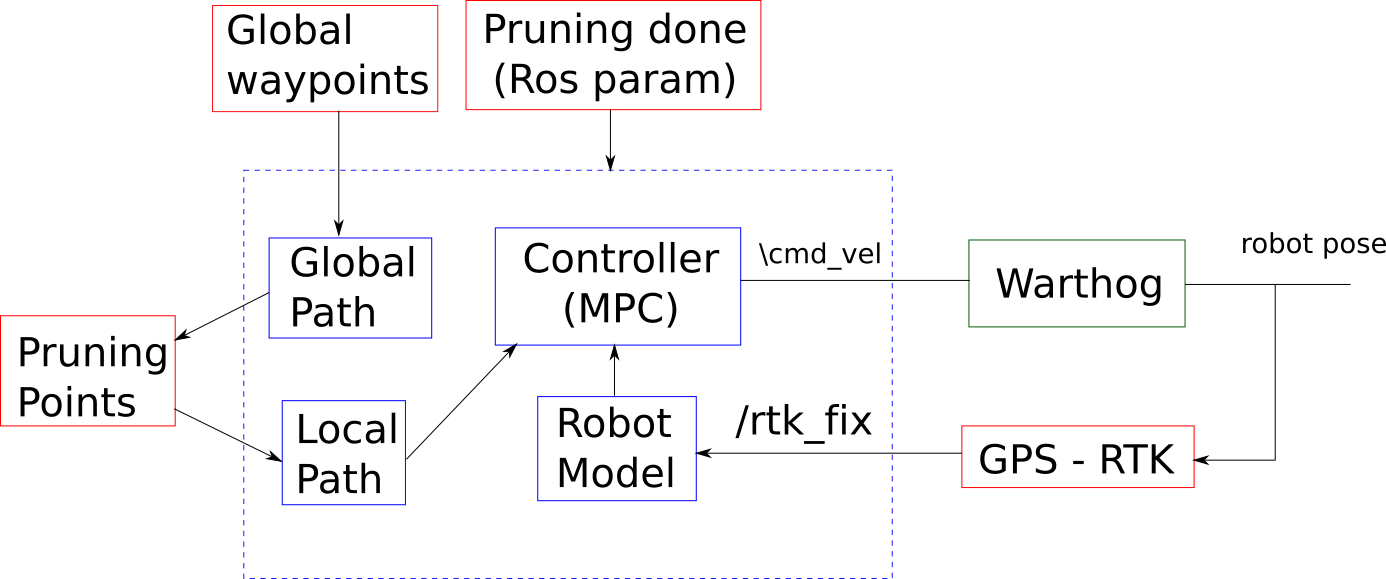 Global
waypoints
Pruning done
(Ros param)
Global
Path
Controller
(MPC)
\cmd_vel
Warthog
robot pose
Pruning
Points
Local
Path
Robot
Model
/rtk_fix
GPS - RTK